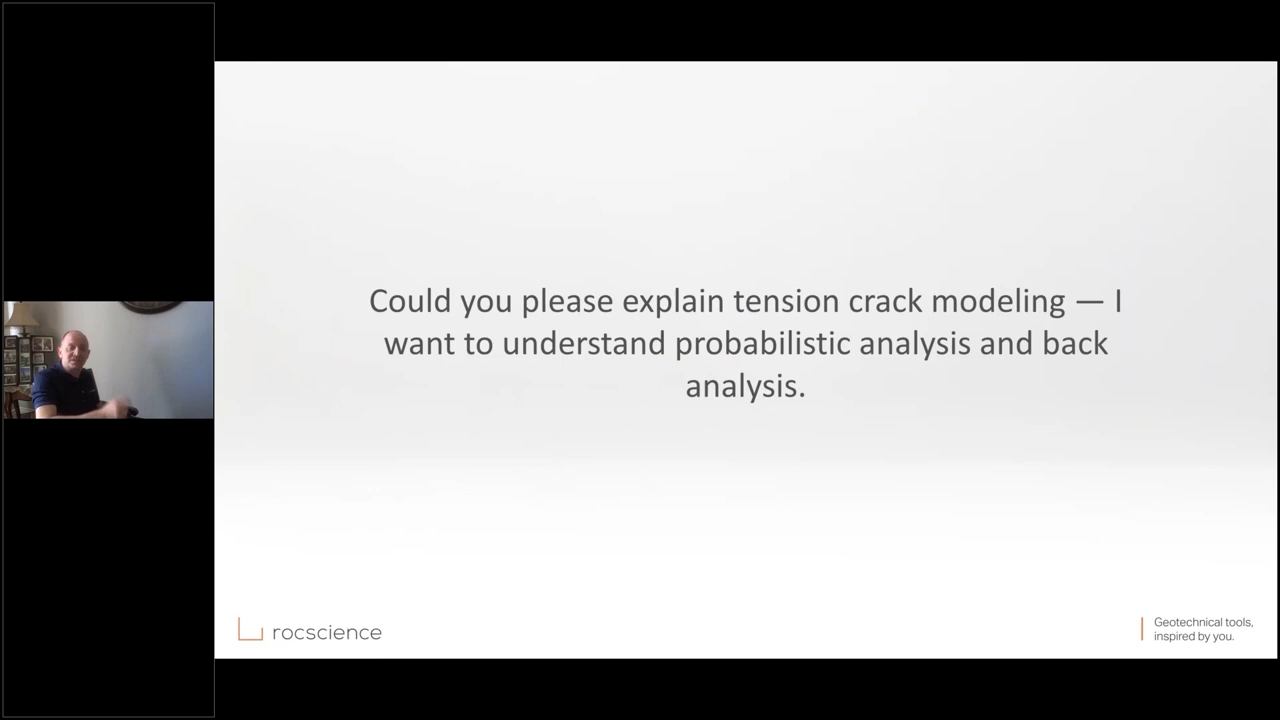 Could you please explain tension crack modeling — I
want to understand probabilistic analysis and back
analysis.
rocscience
Geotechnical tools,
inspired by you.